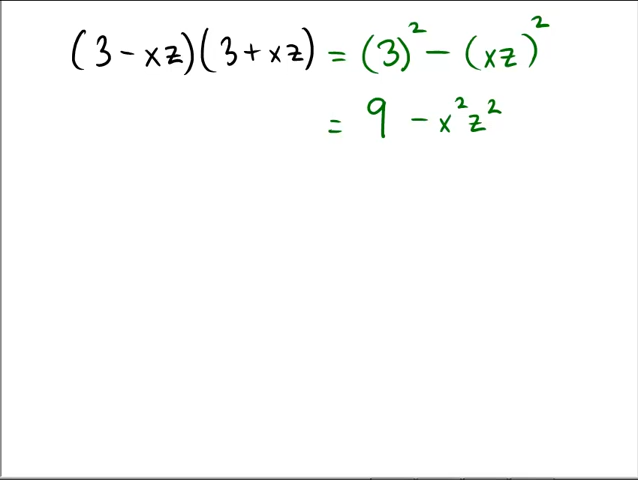 (3 - xz)(3 + xz) = (3)² - (xz)²
= 9 - x²z²